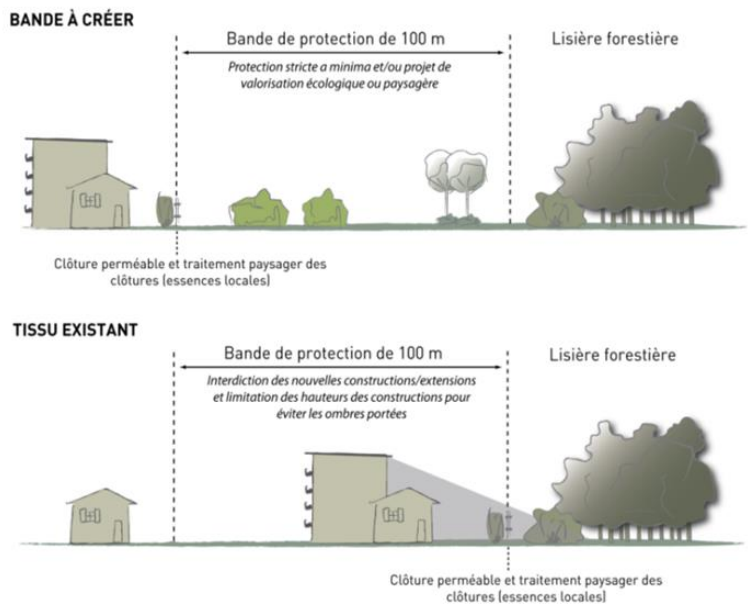 BANDE À CRÉER
Bande de protection de 100 m
Lisière forestière
Protection stricte a minima et/ou projet de
valorisation écologique ou paysagère
Clôture perméable et traitement paysager des
clôtures (essences locales)
TISSU EXISTANT
Bande de protection de 100 m
Lisière forestière
Interdiction des nouvelles constructions/extensions
et limitation des hauteurs des constructions pour
éviter les ombres portées
Clôture perméable et traitement paysager des
clôtures (essences locales)